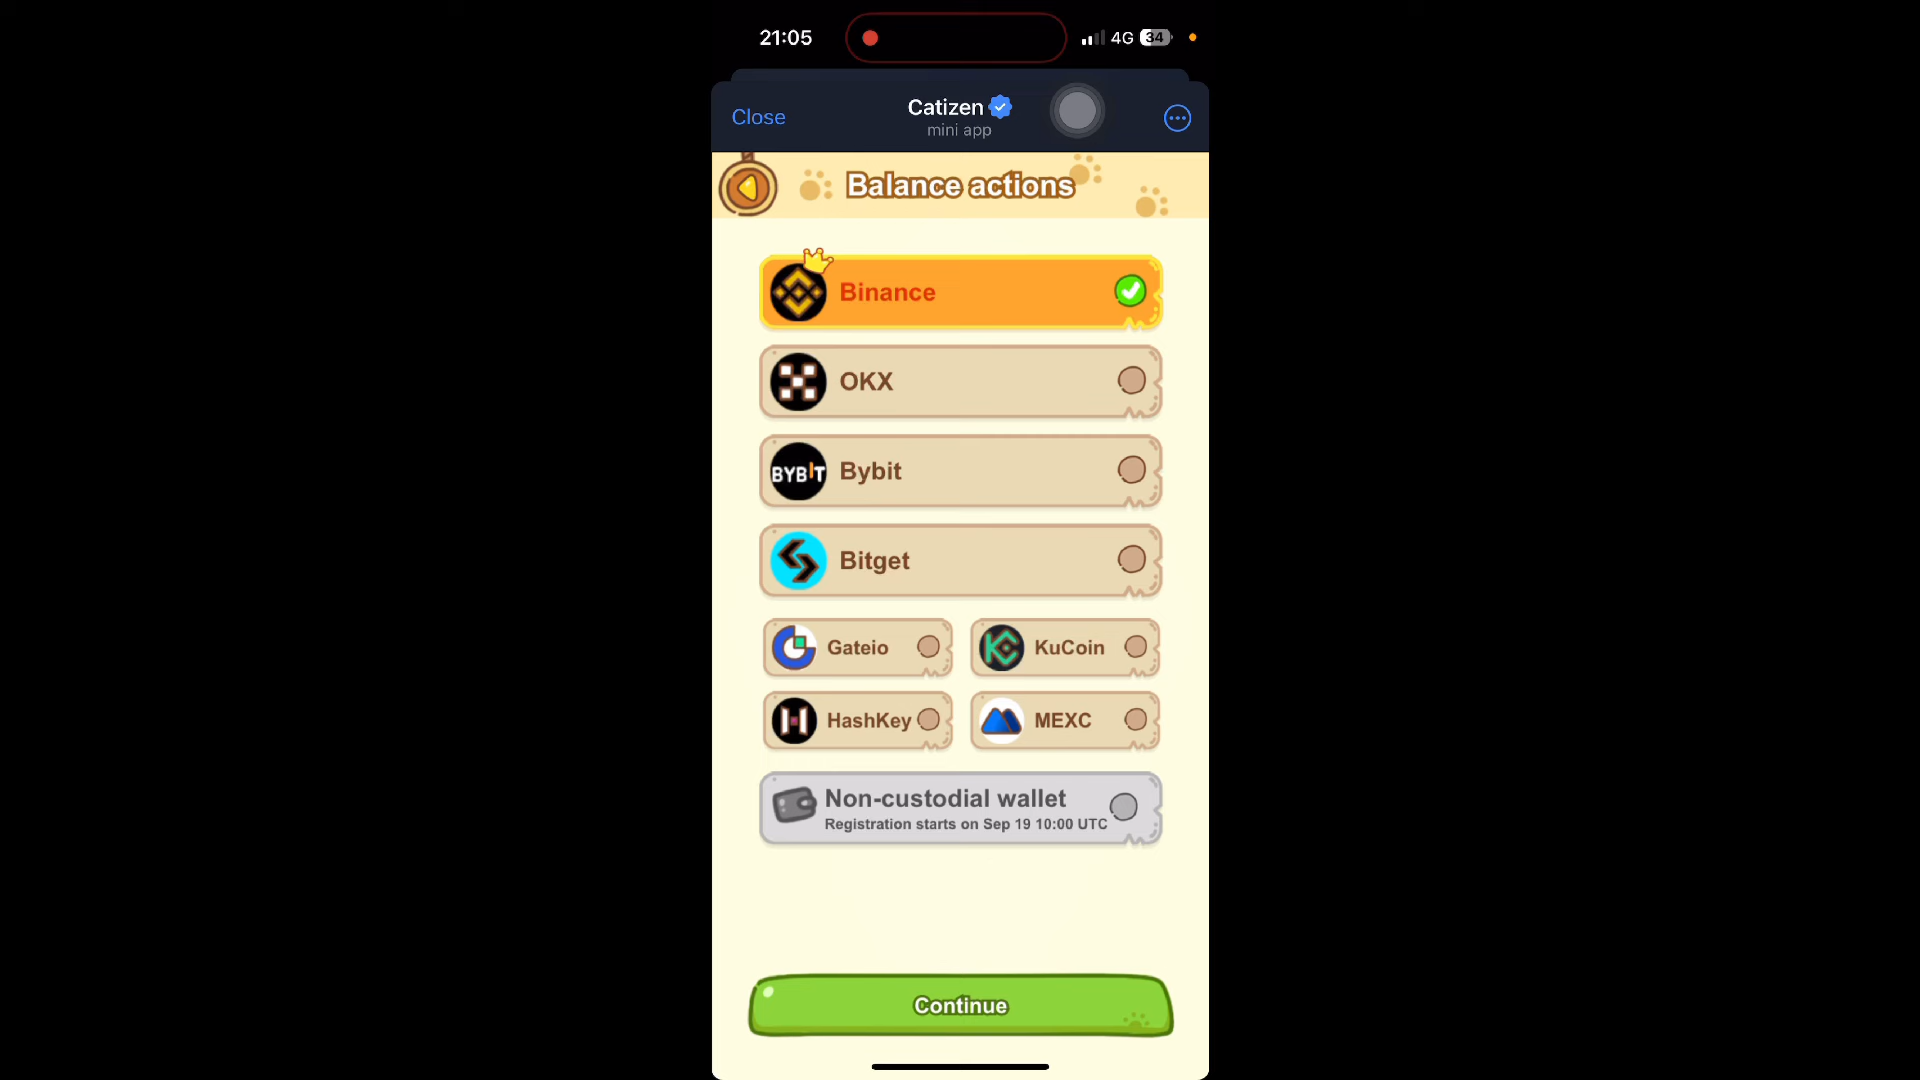 21:05
4G
34
Close
Catizen
mini app
Balance actions
Binance
OKX
BYBIT
Bybit
Bitget
Gateio
KuCoin
HashKey
MEXC
Non-custodial wallet
Registration starts on Sep 19 10:00 UTC
Continue